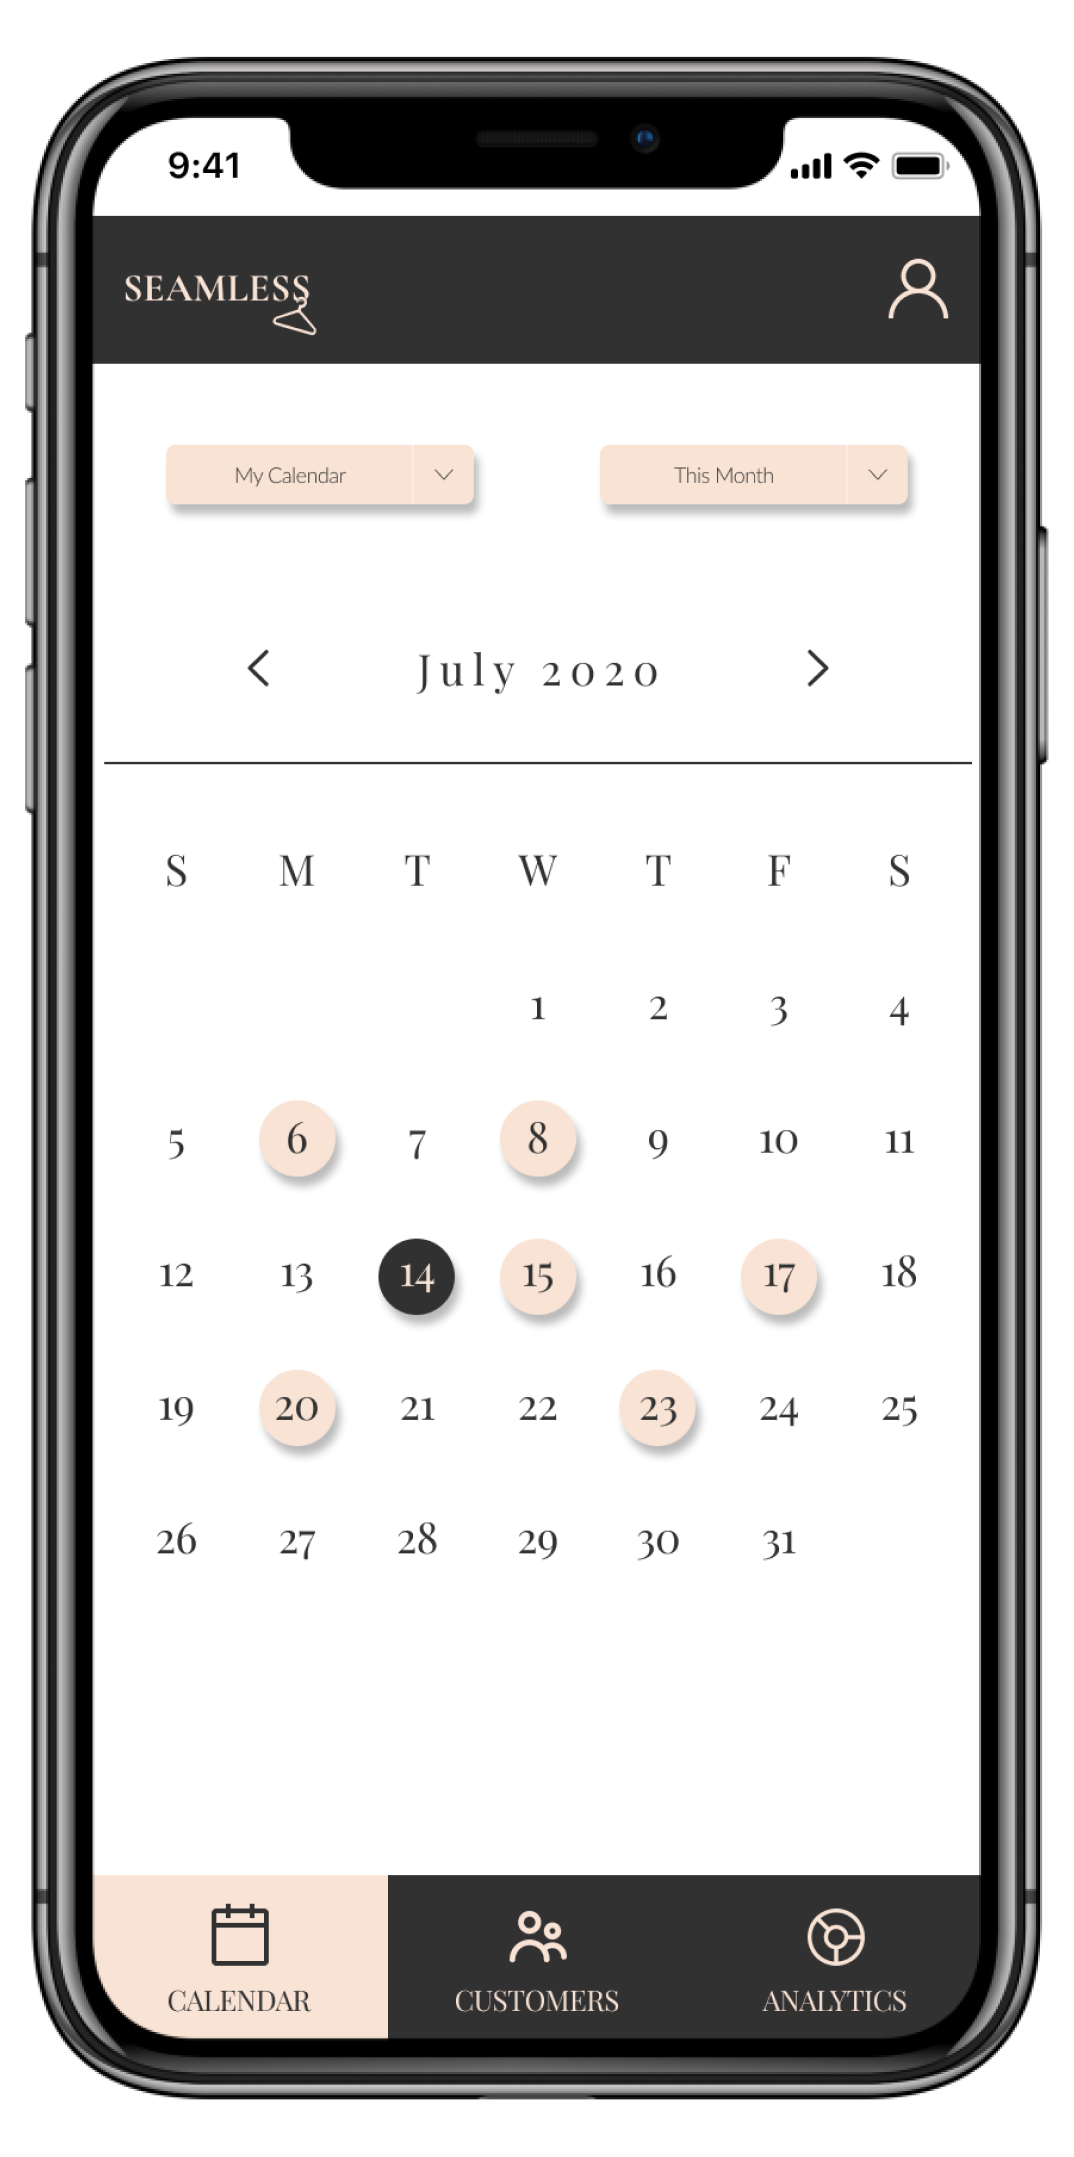 9:41
SEAMLESS
My Calendar This Month
July 2020
S M T W T F S
1 2 3 4
5 6 7 8 9 10 11
12 13 14 15 16 17 18
19 20 21 22 23 24 25
26 27 28 29 30 31
CALENDAR CUSTOMERS ANALYTICS